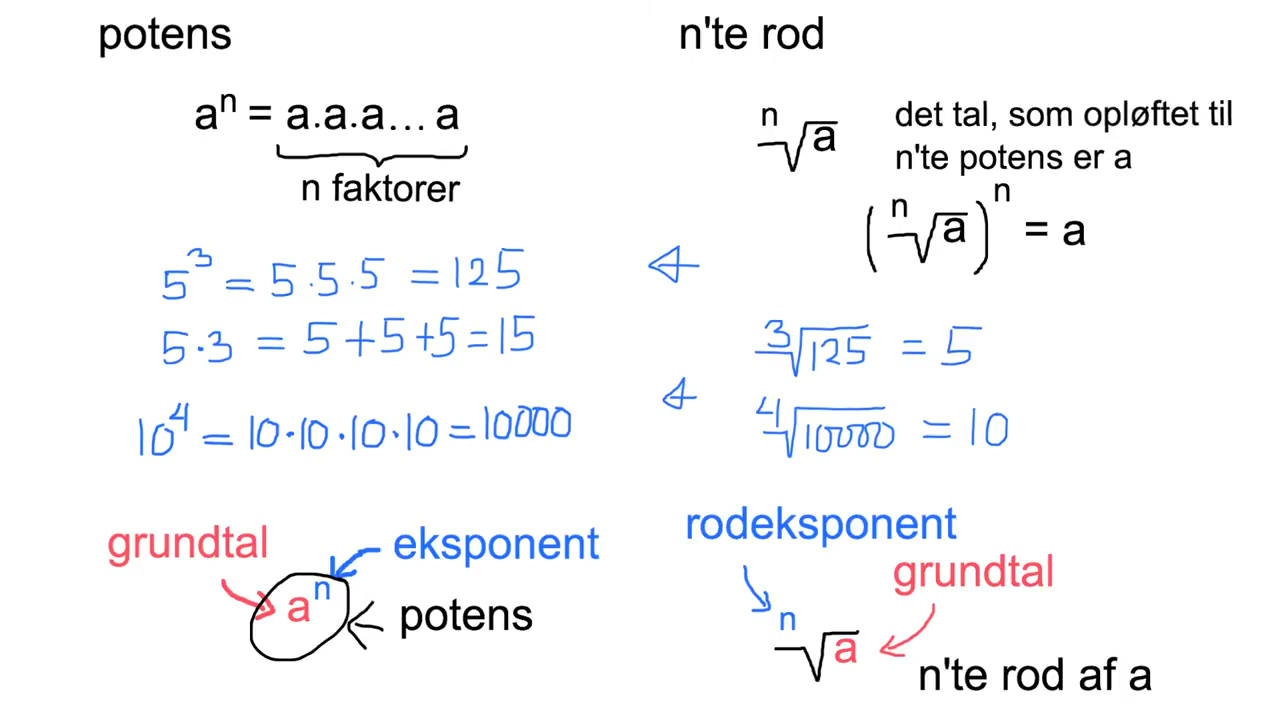 potens
aⁿ = a.a.a... a
n faktorer
5³ = 5·5·5 = 125
5·3 = 5+5+5=15
10⁴ = 10·10·10·10=10000
grundtal
eksponent
aⁿ
potens
n'te rod
ⁿ√a
det tal, som opløftet til
n'te potens er a
(ⁿ√a)ⁿ = a
³√125 = 5
⁴√10000 = 10
rodeksponent
grundtal
ⁿ√a
n'te rod af a